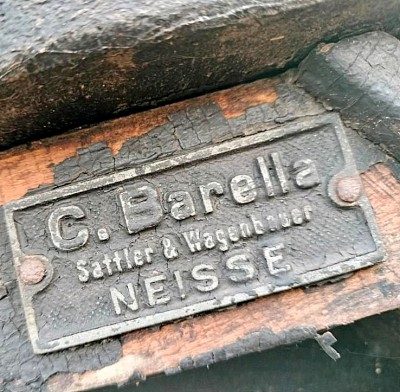 C. Barella
Sattler & Wagenbauer
NEISSE